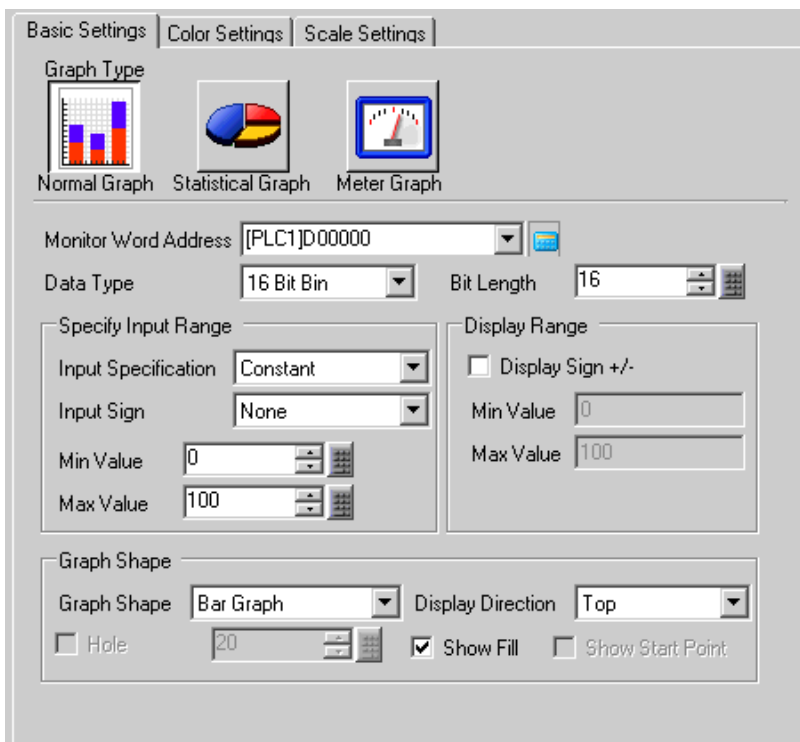 Basic Settings Color Settings Scale Settings
Graph Type
Normal Graph Statistical Graph Meter Graph
Monitor Word Address [PLC1]D00000
Data Type 16 Bit Bin Bit Length 16
Specify Input Range Display Range
Input Specification Constant Display Sign +/-
Input Sign None Min Value 0
Min Value 0 Max Value 100
Max Value 100
Graph Shape
Graph Shape Bar Graph Display Direction Top
Hole 20 Show Fill Show Start Point